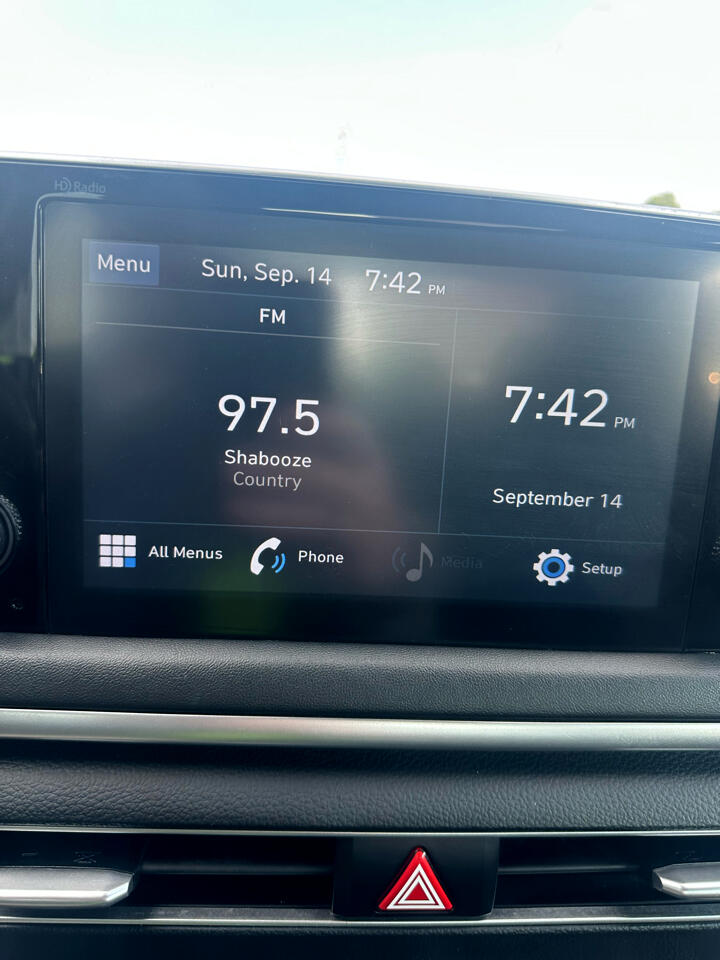 HD Radio
Menu Sun, Sep. 14 7:42 PM
FM
97.5
Shabooze
Country
7:42 PM
September 14
All Menus Phone Media Setup